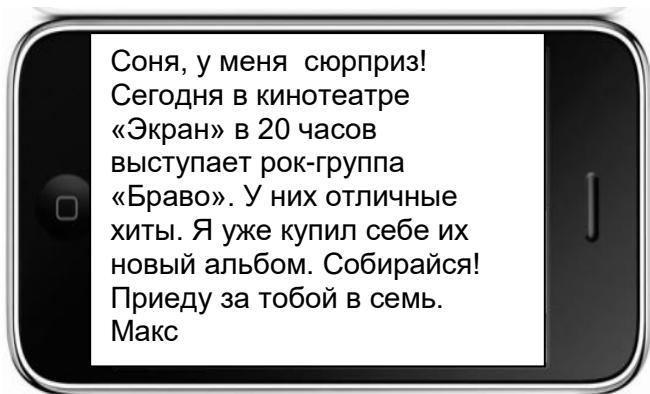 Соня, у меня  сюрприз!
Сегодня в кинотеатре
«Экран» в 20 часов
выступает рок-группа
«Браво». У них отличные
хиты. Я уже купил себе их
новый альбом. Собирайся!
Приеду за тобой в семь.
Макс